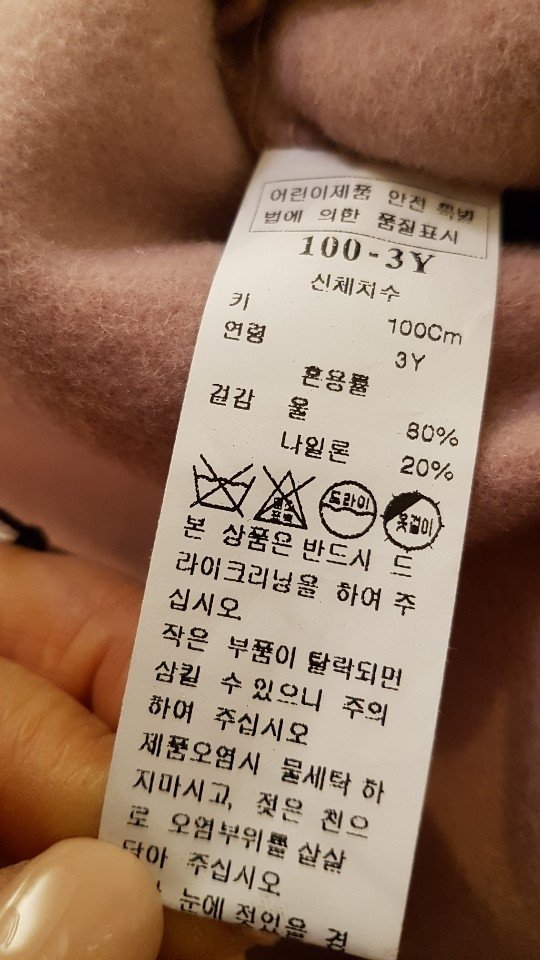 어린이제품 안전 특별
법에 의한 품질표시
100-3Y
신체치수
키 100Cm
연령 3Y
혼용률
겉감 울 80%
나일론 20%
드라이 옷걸이
본 상품은 반드시 드
라이크리닝을 하여 주
십시오
작은 부품이 탈락되면
삼킬 수 있으니 주의
하여 주십시오
제품오염시 물세탁 하
지마시고, 젖은 천으
로 오염부위를 살살
닦아 주십시오
눈에 젖었을 경